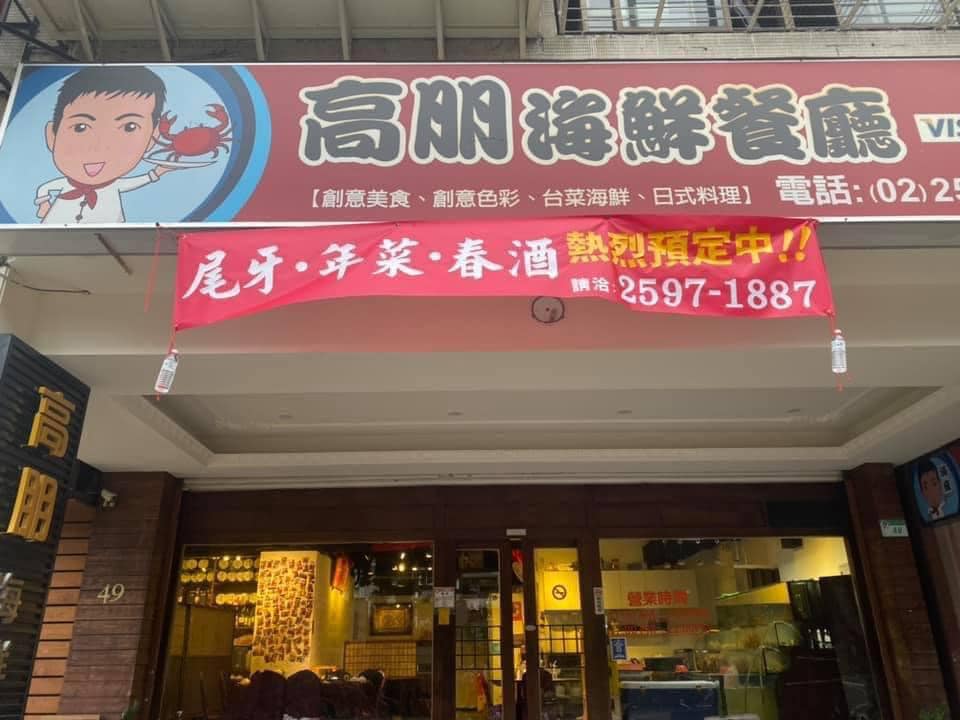 高朋海鮮餐廳
VIS
【創意美食、創意色彩、台菜海鮮、日式料理】
電話:(02)25
尾牙·年菜·春酒 熱烈預定中!!
請洽:2597-1887
高朋
海
49
營業時間